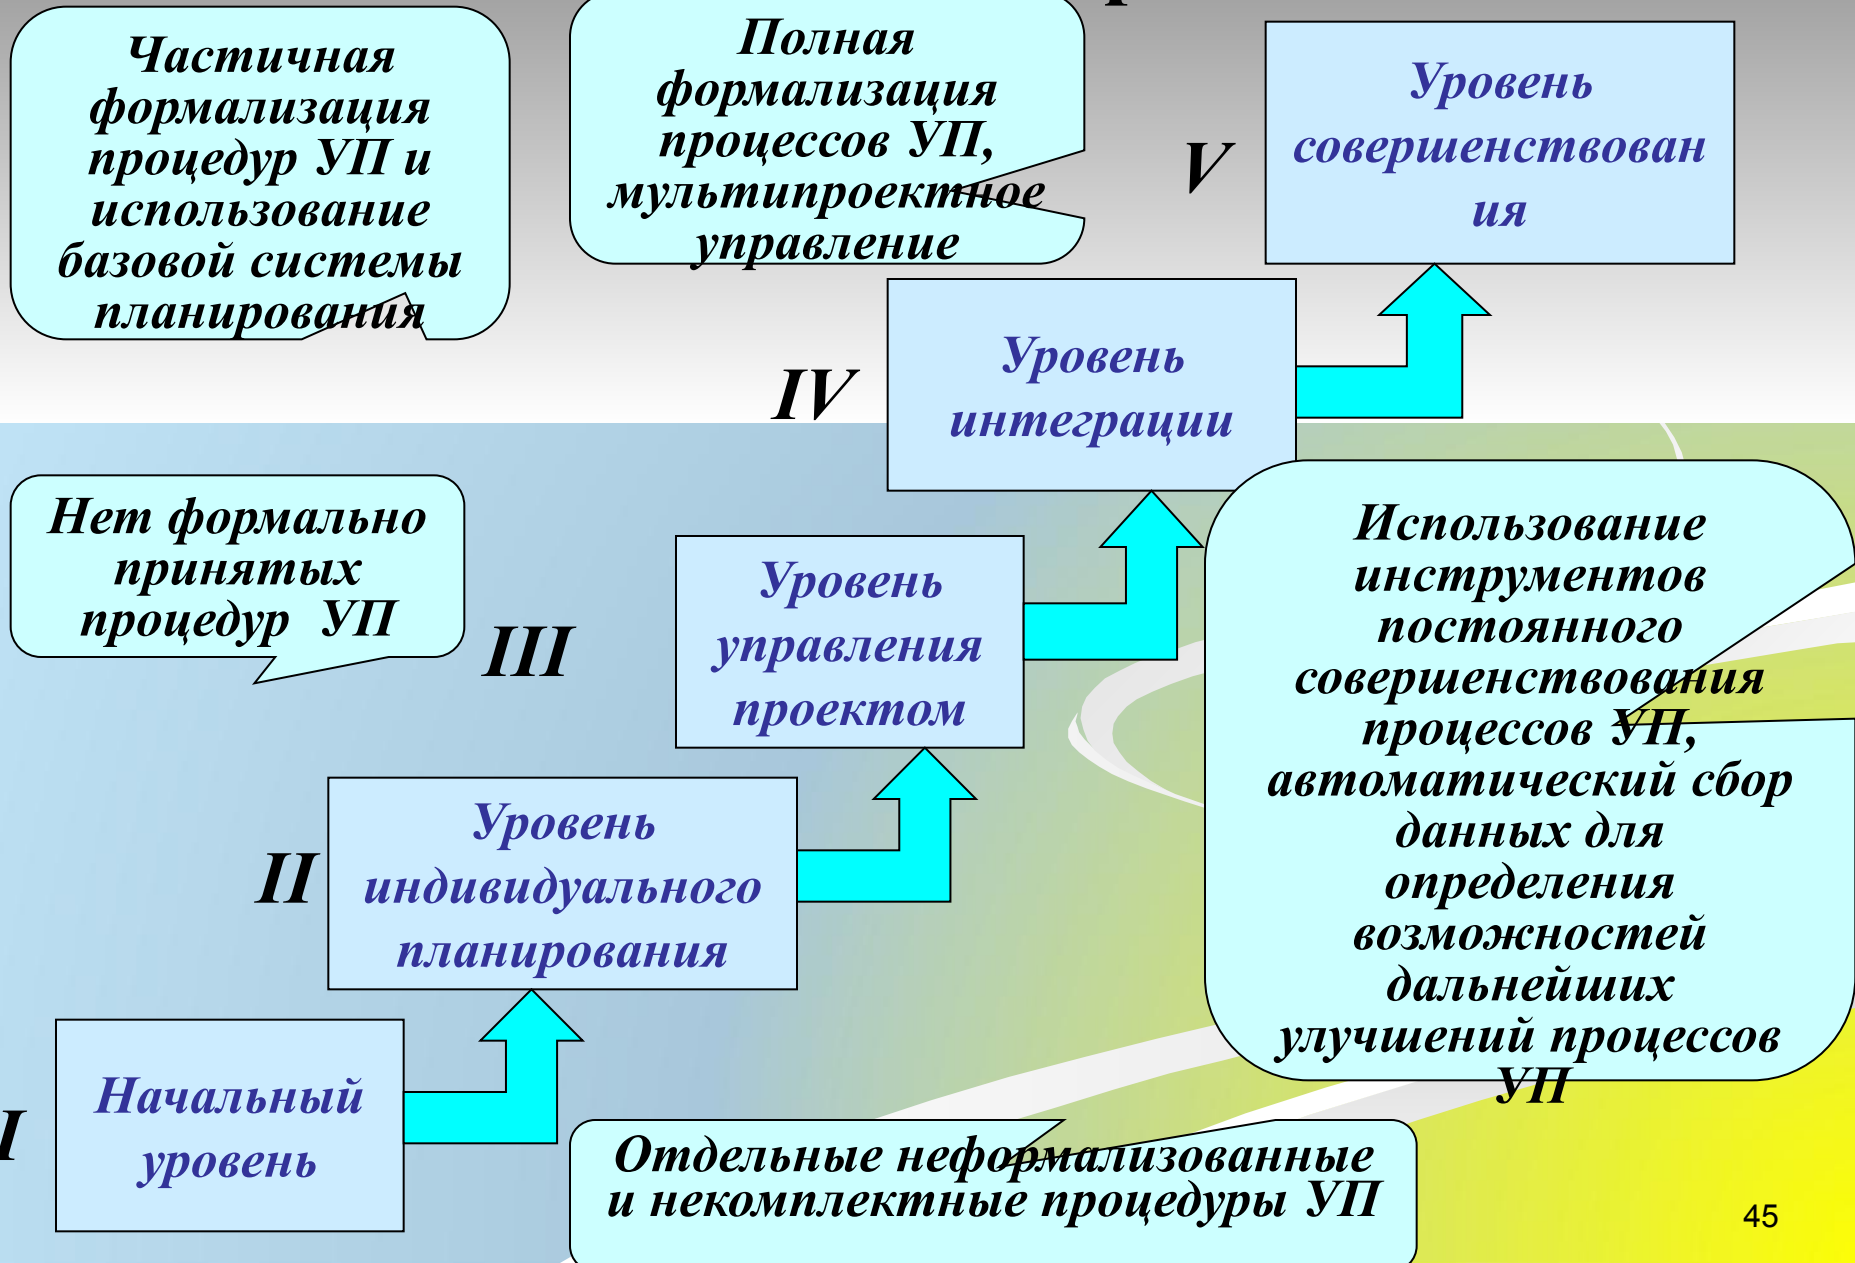 Частичная
формализация
процедур УП и
использование
базовой системы
планирования
Полная
формализация
процессов УП,
мультипроектное
управление
V
Уровень
совершенствован
ия
IV
Уровень
интеграции
Нет формально
принятых
процедур УП
III
Уровень
управления
проектом
Использование
инструментов
постоянного
совершенствования
процессов УП,
автоматический сбор
данных для
определения
возможностей
дальнейших
улучшений процессов
УП
II
Уровень
индивидуального
планирования
I
Начальный
уровень
Отдельные неформализованные
и некомплектные процедуры УП
45